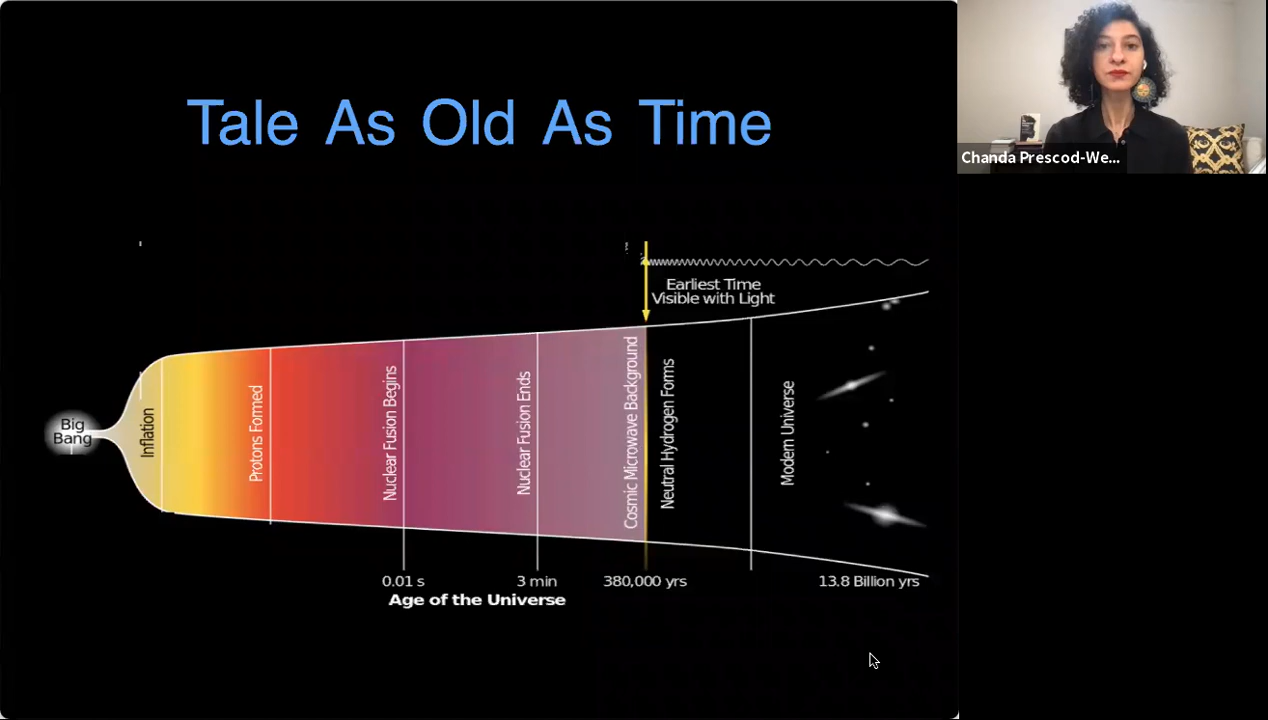 Tale As Old As Time
Chanda Prescod-We...
Earliest Time
Visible with Light
Big
Bang
Inflation
Protons Formed
Nuclear Fusion Begins
Nuclear Fusion Ends
Cosmic Microwave Background
Neutral Hydrogen Forms
Modern Universe
0.01 s
3 min
380,000 yrs
13.8 Billion yrs
Age of the Universe